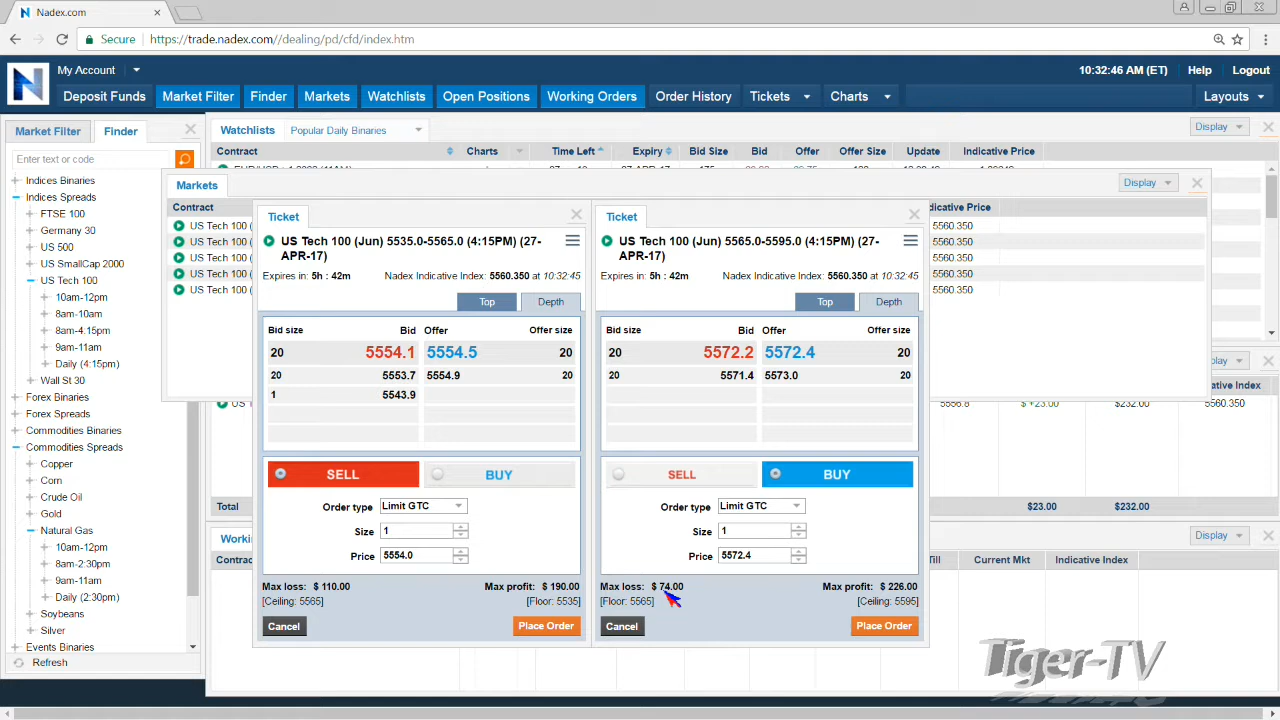 Nadex.com
Secure https://trade.nadex.com//dealing/pd/cfd/index.htm
My Account
10:32:46 AM (ET) Help Logout
Deposit Funds Market Filter Finder Markets Watchlists Open Positions Working Orders Order History Tickets Charts Layouts
Market Filter Finder
Watchlists Popular Daily Binaries Display
Contract Charts Time Left Expiry Bid Size Bid Offer Offer Size Update Indicative Price
Enter text or code
Indices Binaries
Indices Spreads
FTSE 100
Germany 30
US 500
US SmallCap 2000
US Tech 100
10am-12pm
8am-10am
8am-4.15pm
9am-11am
Daily (4:15pm)
Wall St 30
Forex Binaries
Forex Spreads
Commodities Binaries
Commodities Spreads
Copper
Corn
Crude Oil
Gold
Natural Gas
10am-12pm
8am-2:30pm
9am-11am
Daily (2:30pm)
Soybeans
Silver
Events Binaries
Refresh
Markets Display
Contract
dicative Price
US Tech 100 ( 5560.350
US Tech 100 ( 5560.350
US Tech 100 ( 5560.350
US Tech 100 ( 5560.350
US Tech 100 ( 5560.350
Ticket
US Tech 100 (Jun) 5535.0-5565.0 (4:15PM) (27-
APR-17)
Expires in: 5h : 42m Nadex Indicative Index: 5560.350 at 10:32:45
Top Depth
Bid size Bid Offer Offer size
20 5554.1 5554.5 20
20 5553.7 5554.9 20
1 5543.9
SELL BUY
Order type Limit GTC
Size 1
Price 5554.0
Max loss: $ 110.00 Max profit: $ 190.00
[Ceiling: 5565] [Floor: 5535]
Cancel Place Order
Ticket
US Tech 100 (Jun) 5565.0-5595.0 (4:15PM) (27-
APR-17)
Expires in: 5h : 42m Nadex Indicative Index: 5560.350 at 10:32:45
Top Depth
Bid size Bid Offer Offer size
20 5572.2 5572.4 20
20 5571.4 5573.0 20
SELL BUY
Order type Limit GTC
Size 1
Price 5572.4
Max loss: $ 74.00 Max profit: $ 226.00
[Floor: 5565] [Ceiling: 5595]
Cancel Place Order
play
ative Index
US T 5556.8 $ +23.00 $232.00 5560.350
Total $23.00 $232.00
Worki Display
Contrac Till Current Mkt Indicative Index
Tiger-TV